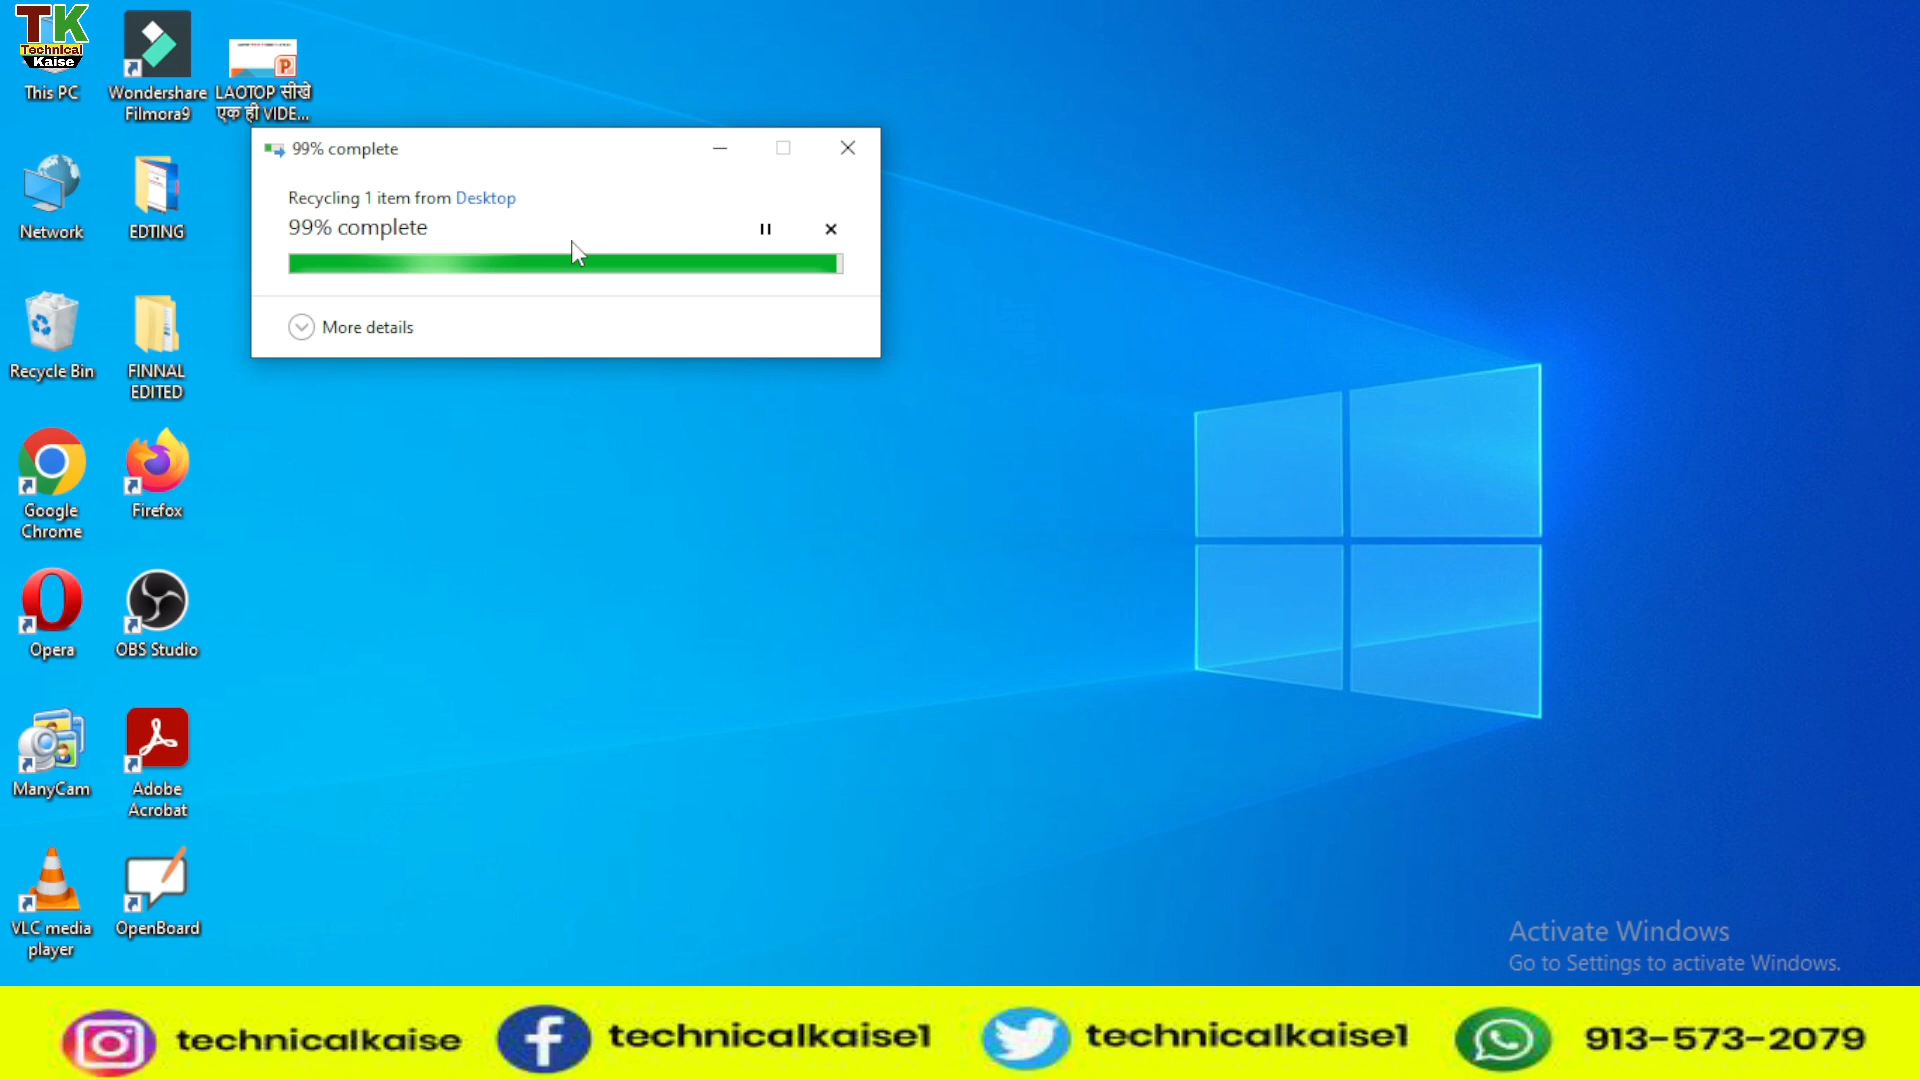 TK
Technical
Kaise
This PC
Wondershare
Filmora9
LAOTOP सीखे
एक ही VIDE...
99% complete
Recycling 1 item from Desktop
99% complete
More details
Network
EDTING
Recycle Bin
FINNAL
EDITED
Google
Chrome
Firefox
Opera
OBS Studio
ManyCam
Adobe
Acrobat
VLC media
player
OpenBoard
Activate Windows
Go to Settings to activate Windows.
technicalkaise
technicalkaise1
technicalkaise1
913-573-2079